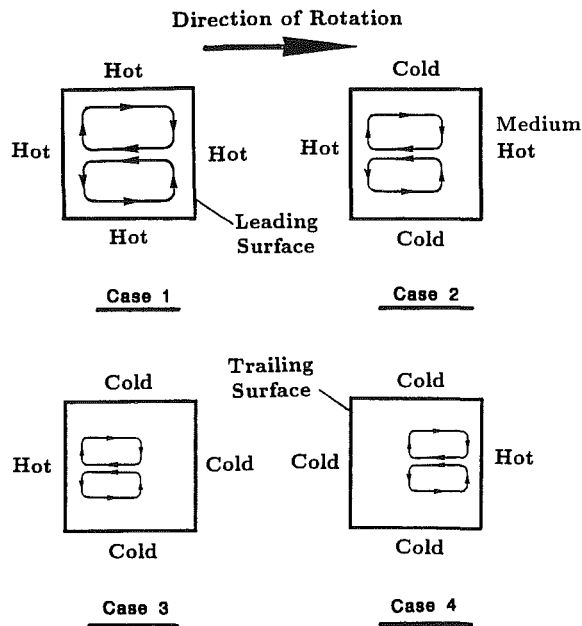 Direction of Rotation
Hot
Cold
Hot
Hot
Hot
Medium
Hot
Leading
Surface
Hot
Cold
Case 1
Case 2
Trailing
Surface
Cold
Cold
Hot
Cold
Cold
Hot
Cold
Cold
Case 3
Case 4